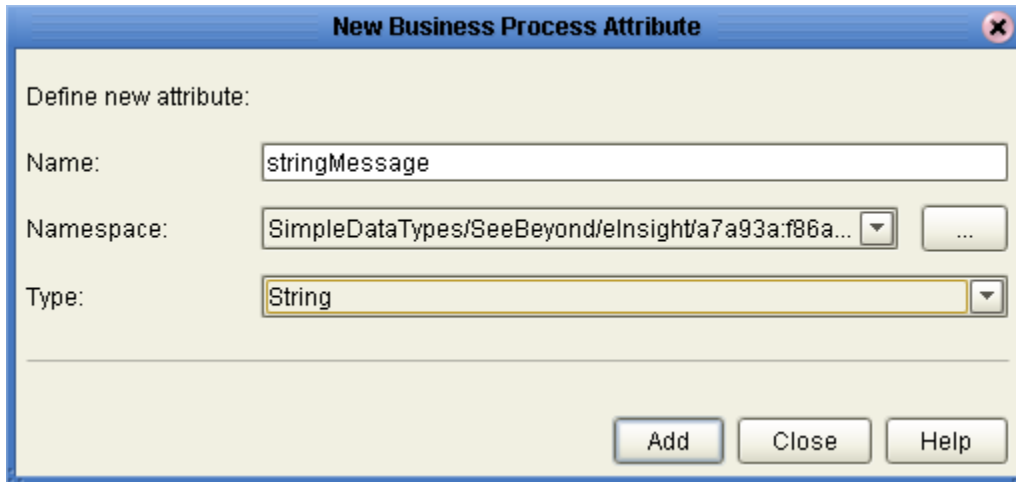 New Business Process Attribute
Define new attribute:
Name: stringMessage
Namespace: SimpleDataTypes/SeeBeyond/eInsight/a7a93a:f86a... ...
Type: String
Add Close Help